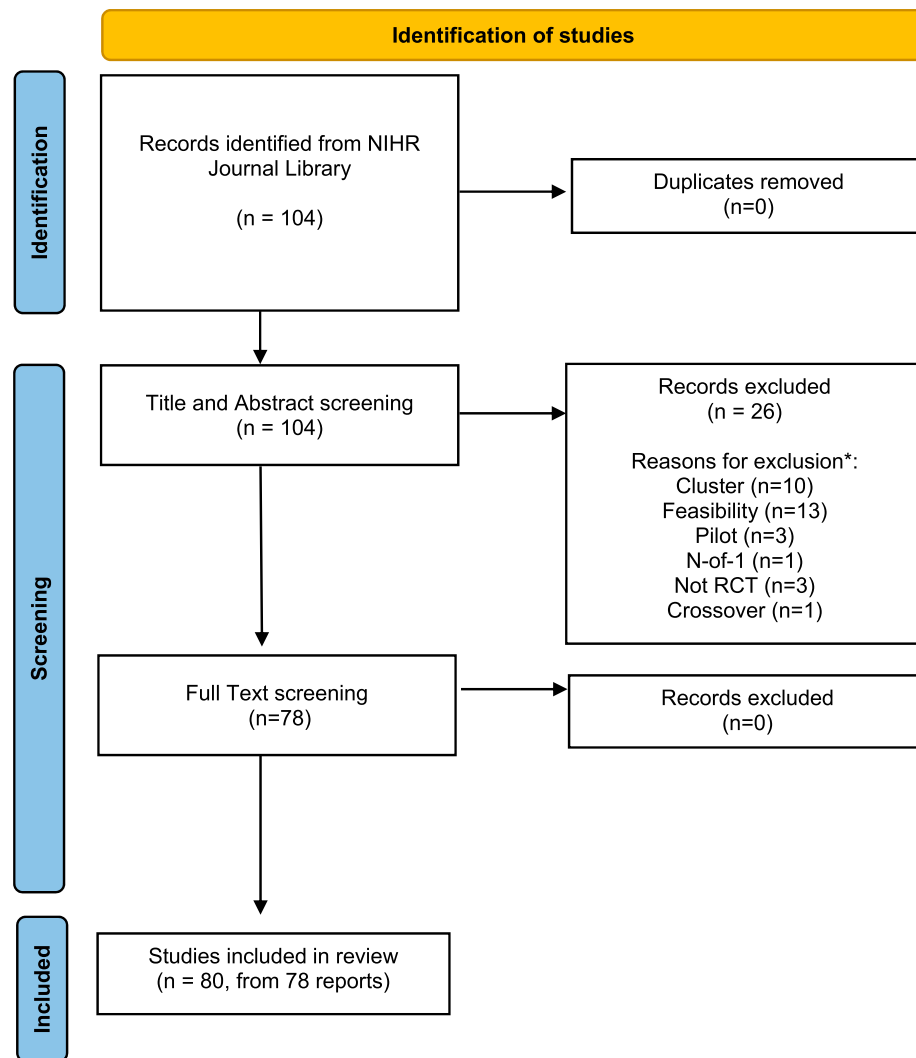 Identification of studies
Identification
Records identified from NIHR
Journal Library
(n = 104)
Duplicates removed
(n=0)
Screening
Title and Abstract screening
(n = 104)
Records excluded
(n = 26)
Reasons for exclusion*:
Cluster (n=10)
Feasibility (n=13)
Pilot (n=3)
N-of-1 (n=1)
Not RCT (n=3)
Crossover (n=1)
Full Text screening
(n=78)
Records excluded
(n=0)
Included
Studies included in review
(n = 80, from 78 reports)